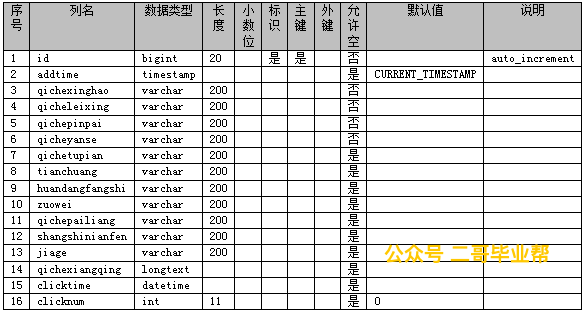 序号 列名 数据类型 长度 小数位 标识 主键 外键 允许空 默认值 说明
1 id bigint 20 是 是 否 auto_increment
2 addtime timestamp 是 CURRENT_TIMESTAMP
3 qichexinghao varchar 200 否
4 qicheleixing varchar 200 否
5 qichepinpai varchar 200 否
6 qicheyanse varchar 200 否
7 qichetupian varchar 200 是
8 tianchuang varchar 200 是
9 huandangfangshi varchar 200 是
10 zuowei varchar 200 是
11 qichepailiang varchar 200 是
12 shangshinianfen varchar 200 是
13 jiage varchar 200 是
14 qichexiangqing longtext 是
15 clicktime datetime 是
16 clicknum int 11 是 0
公众号 二哥毕业帮